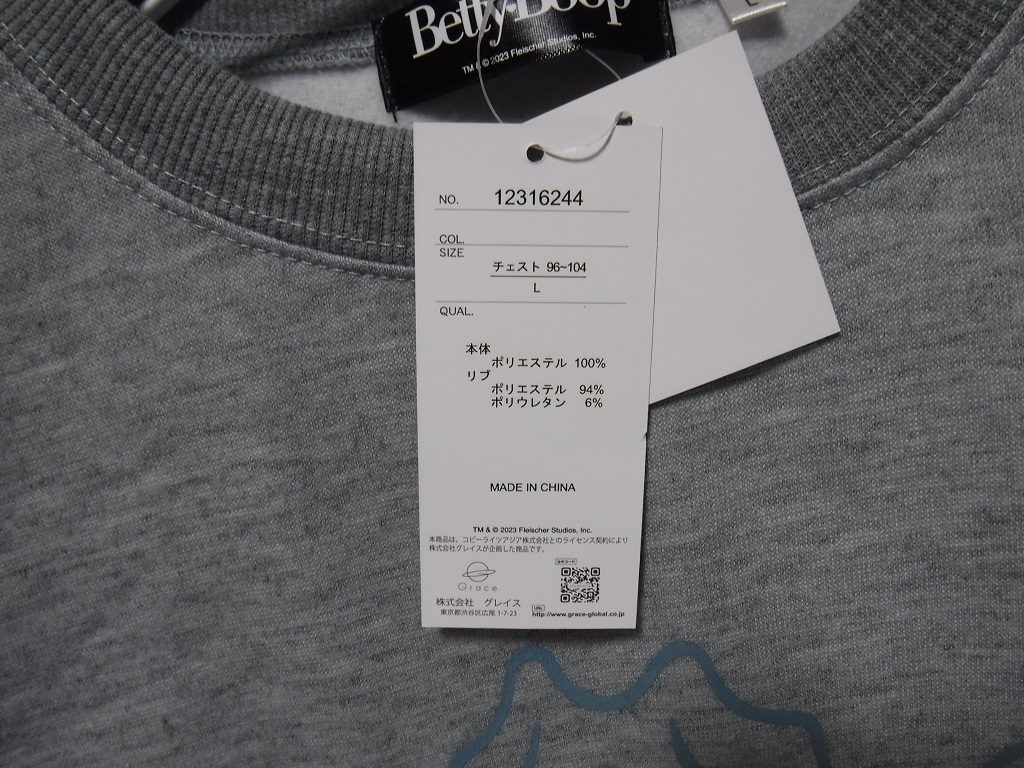 Betty Boop
TM & © 2023 Fleischer Studios, Inc.
L
NO. 12316244
COL.
SIZE
チェスト 96~104
L
QUAL.
本体
ポリエステル 100%
リブ
ポリエステル 94%
ポリウレタン 6%
MADE IN CHINA
TM & © 2023 Fleischer Studios, Inc.
本商品は、コピーライツアジア株式会社とのライセンス契約により
株式会社グレイスが企画した商品です。
Grace
株式会社 グレイス
東京都渋谷区広尾 1-7-23
URL
http://www.grace-global.co.jp